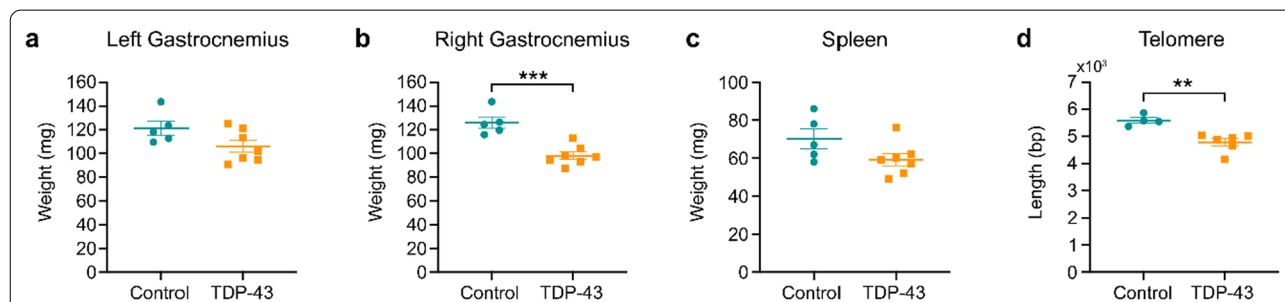 a Left Gastrocnemius
Weight (mg)
160
140
120
100
80
60
40
20
0
Control TDP-43
b Right Gastrocnemius
Weight (mg)
160
140
120
100
80
60
40
20
0
***
Control TDP-43
c Spleen
Weight (mg)
100
80
60
40
20
0
Control TDP-43
d Telomere
x10³
Length (bp)
7
6
5
4
3
2
1
0
**
Control TDP-43